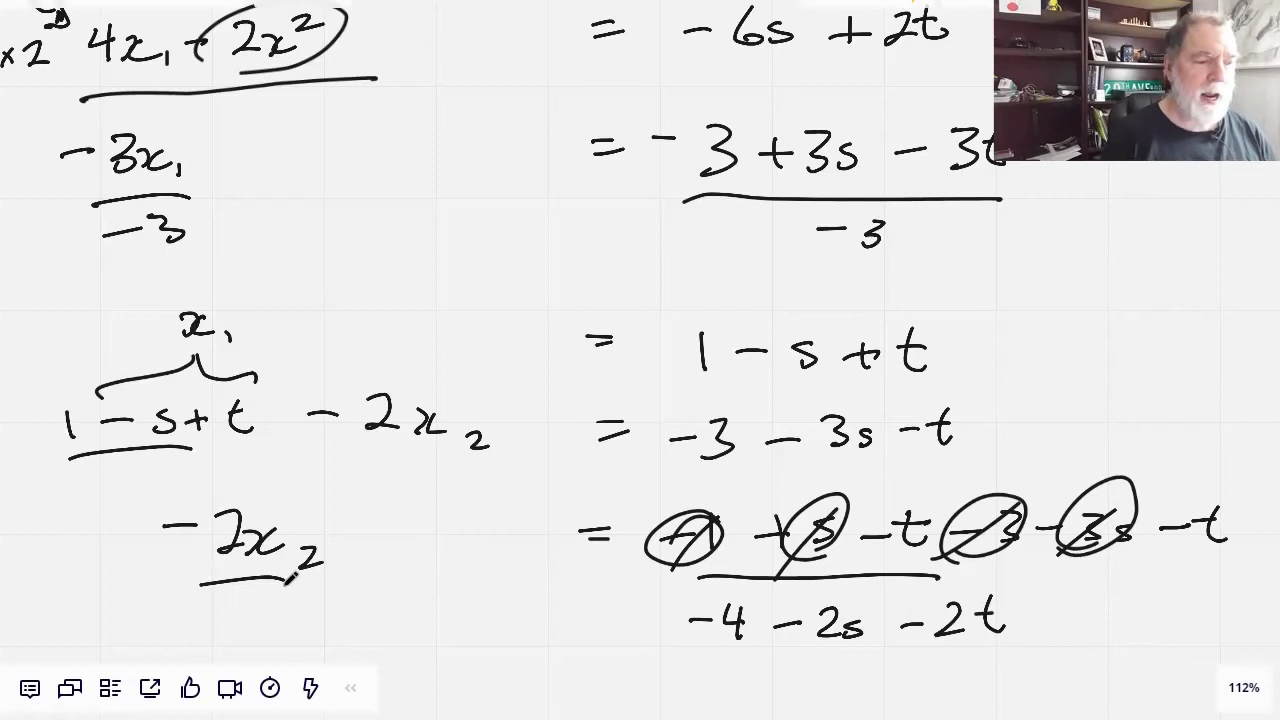 ×2 4x₁ - 2x² = -6s + 2t
-3x₁ = -3 + 3s - 3t
-3 -3
x₁ = 1 - s + t
1 - s + t - 2x₂ = -3 - 3s - t
-2x₂ = -1 + s - t - 3 - 3s - t
-4 - 2s - 2t
112%